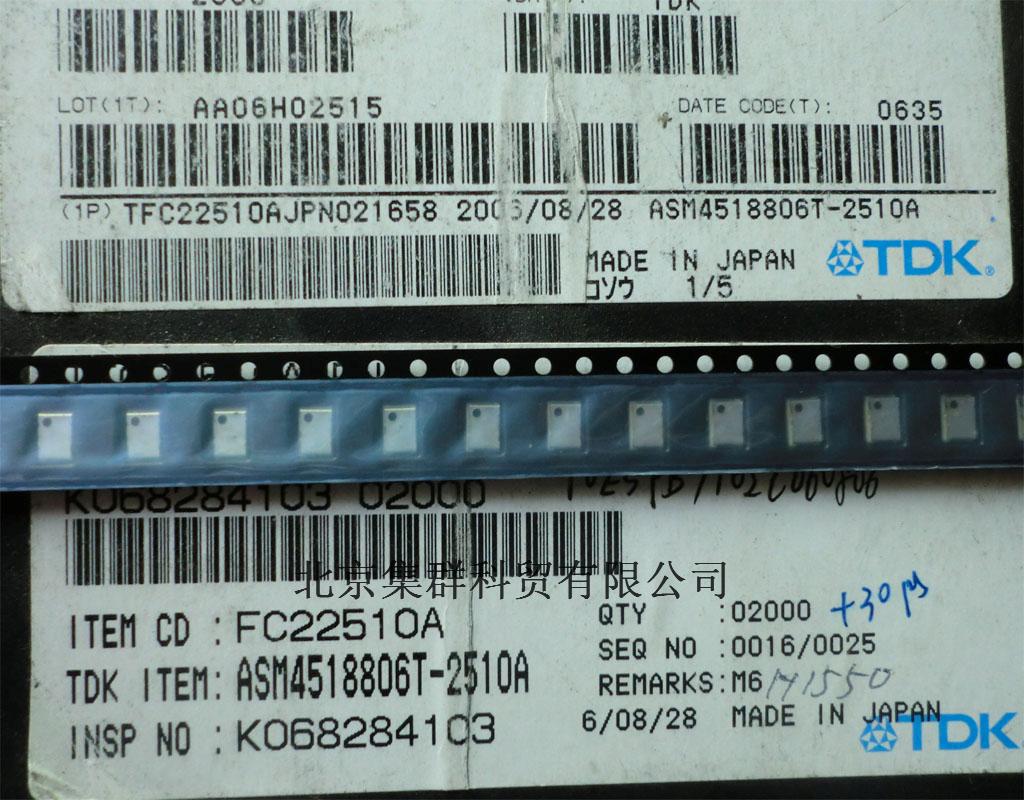 TDK
LOT(1T): AA06H02515 DATE CODE(T): 0635
(1P) TFC22510AJPN021658 2006/08/28 ASM4518806T-2510A
MADE IN JAPAN TDK®
コソウ 1/5
K068284103 02000
北京集群科贸有限公司
ITEM CD : FC22510A QTY :02000 +30
SEQ NO :0016/0025
TDK ITEM: ASM4518806T-2510A REMARKS:M6
INSP NO : K068284103 6/08/28 MADE IN JAPAN
TDK